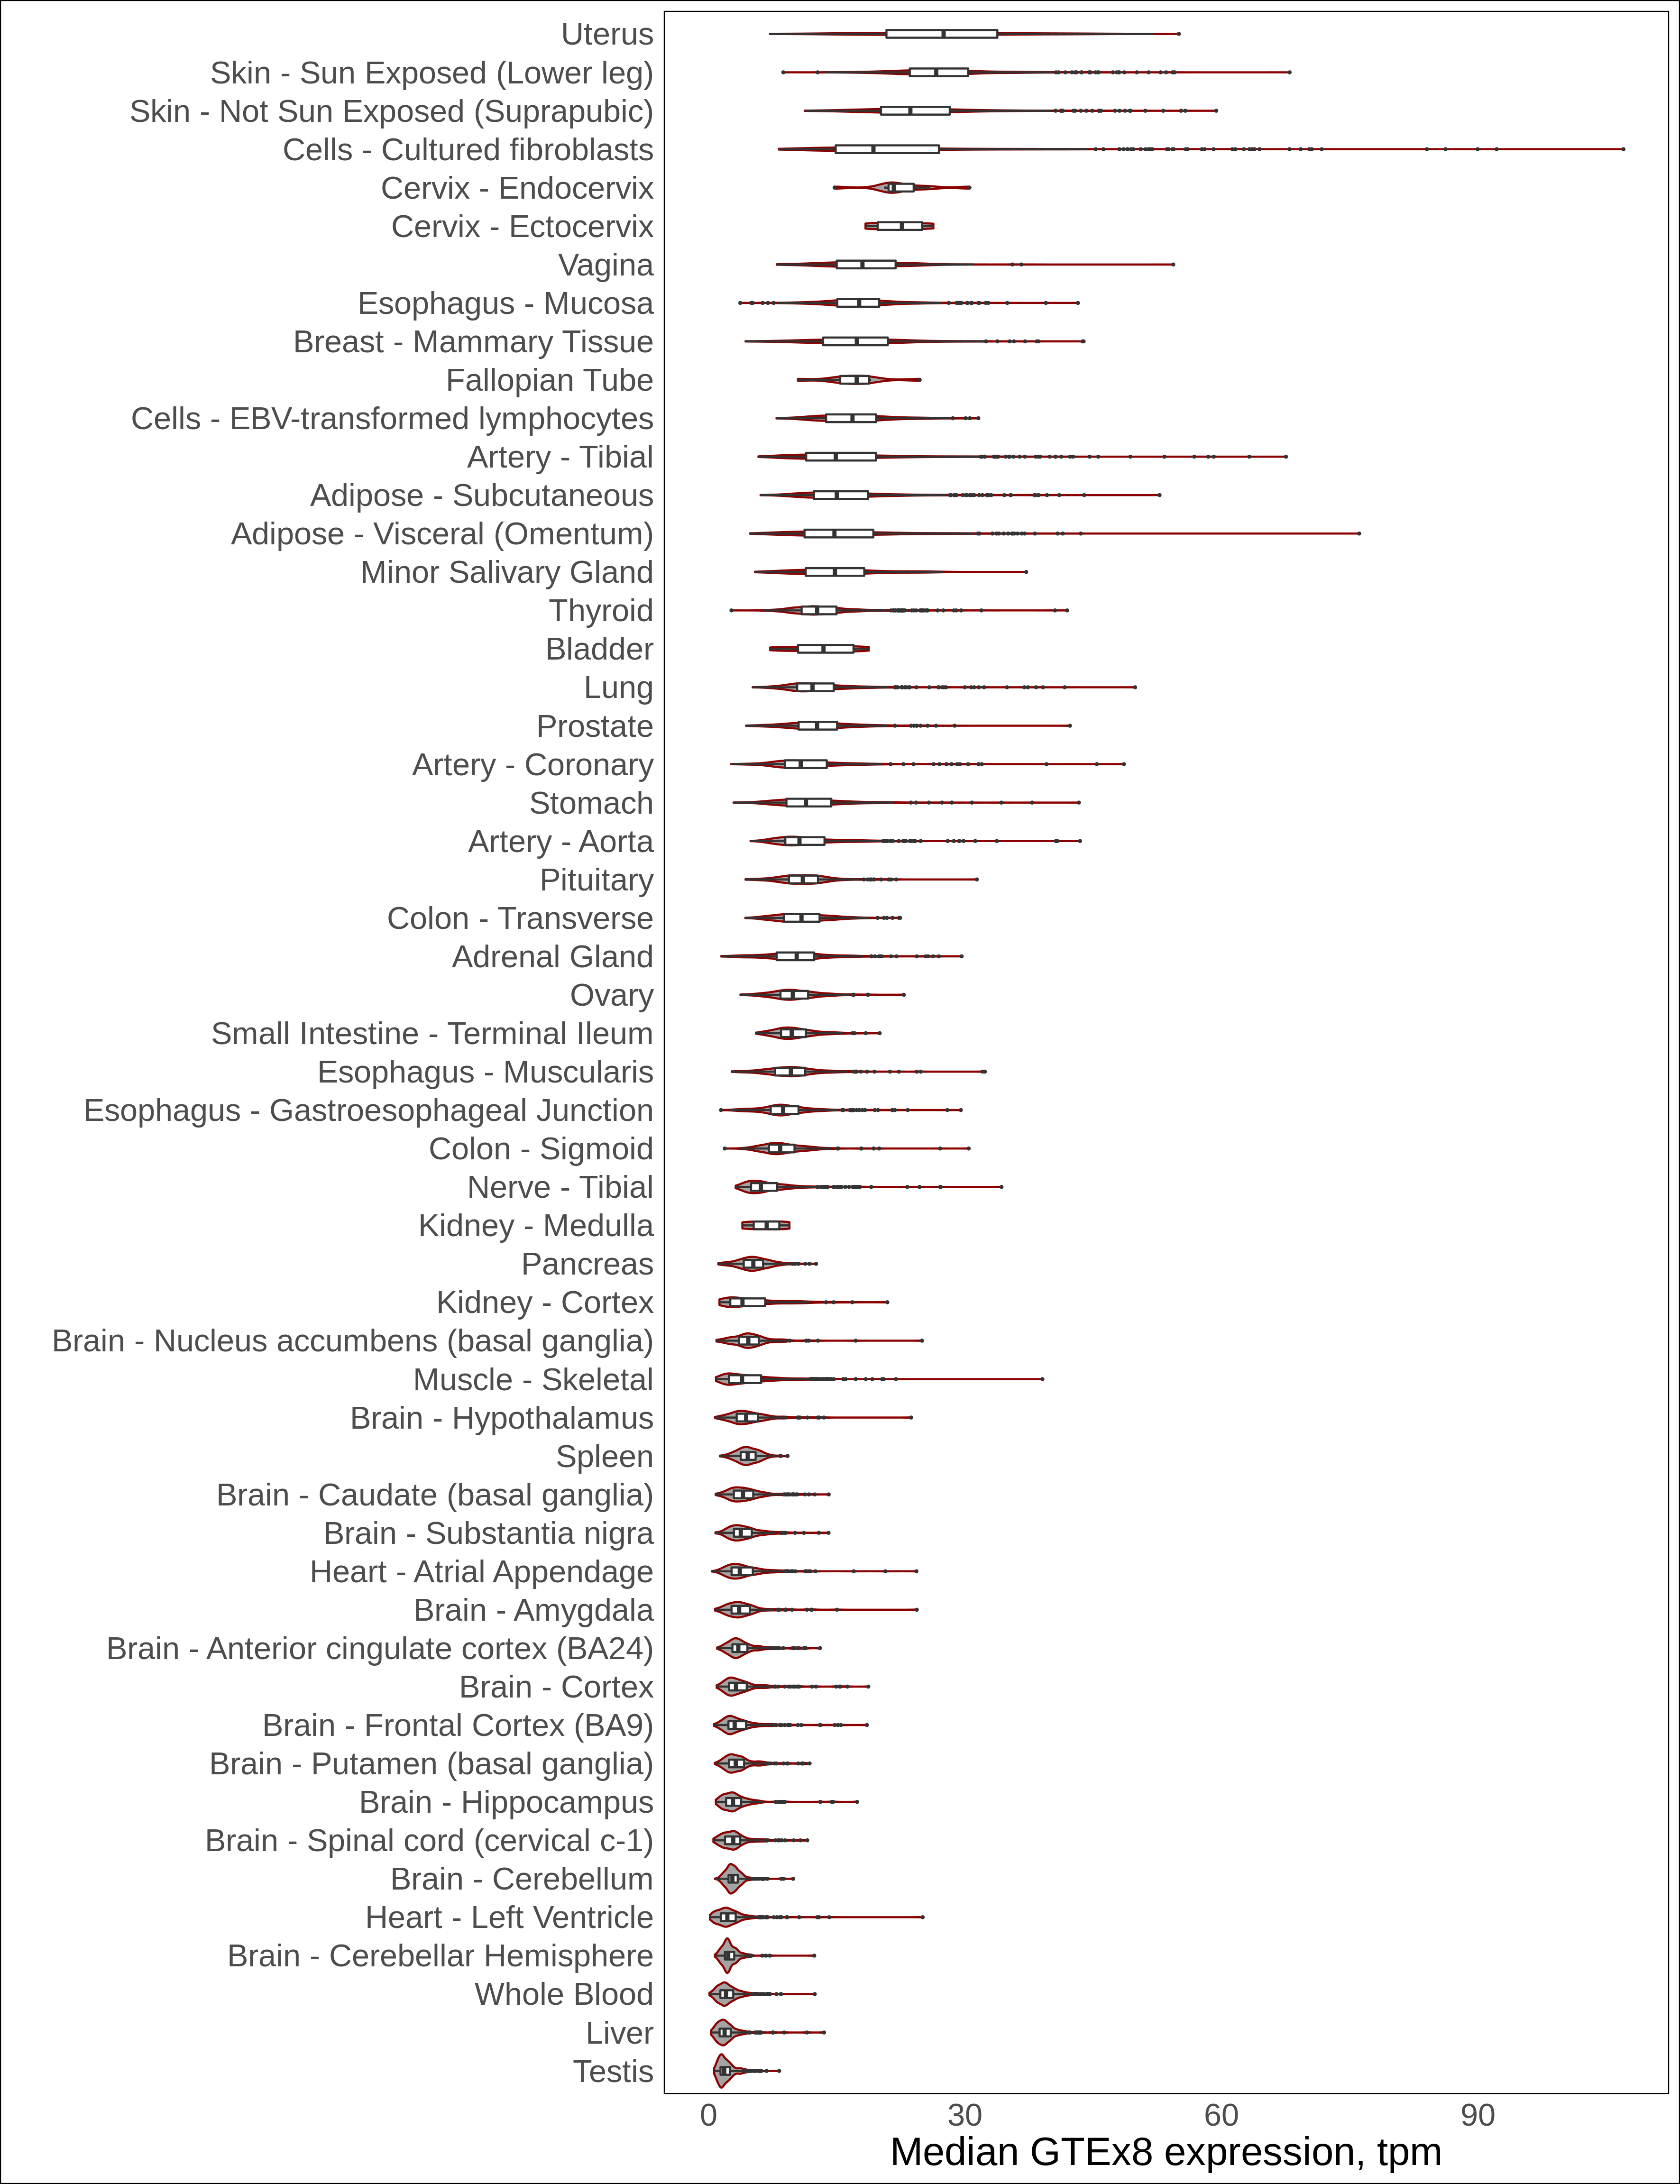 Uterus
Skin - Sun Exposed (Lower leg)
Skin - Not Sun Exposed (Suprapubic)
Cells - Cultured fibroblasts
Cervix - Endocervix
Cervix - Ectocervix
Vagina
Esophagus - Mucosa
Breast - Mammary Tissue
Fallopian Tube
Cells - EBV-transformed lymphocytes
Artery - Tibial
Adipose - Subcutaneous
Adipose - Visceral (Omentum)
Minor Salivary Gland
Thyroid
Bladder
Lung
Prostate
Artery - Coronary
Stomach
Artery - Aorta
Pituitary
Colon - Transverse
Adrenal Gland
Ovary
Small Intestine - Terminal Ileum
Esophagus - Muscularis
Esophagus - Gastroesophageal Junction
Colon - Sigmoid
Nerve - Tibial
Kidney - Medulla
Pancreas
Kidney - Cortex
Brain - Nucleus accumbens (basal ganglia)
Muscle - Skeletal
Brain - Hypothalamus
Spleen
Brain - Caudate (basal ganglia)
Brain - Substantia nigra
Heart - Atrial Appendage
Brain - Amygdala
Brain - Anterior cingulate cortex (BA24)
Brain - Cortex
Brain - Frontal Cortex (BA9)
Brain - Putamen (basal ganglia)
Brain - Hippocampus
Brain - Spinal cord (cervical c-1)
Brain - Cerebellum
Heart - Left Ventricle
Brain - Cerebellar Hemisphere
Whole Blood
Liver
Testis
0 30 60 90
Median GTEx8 expression, tpm